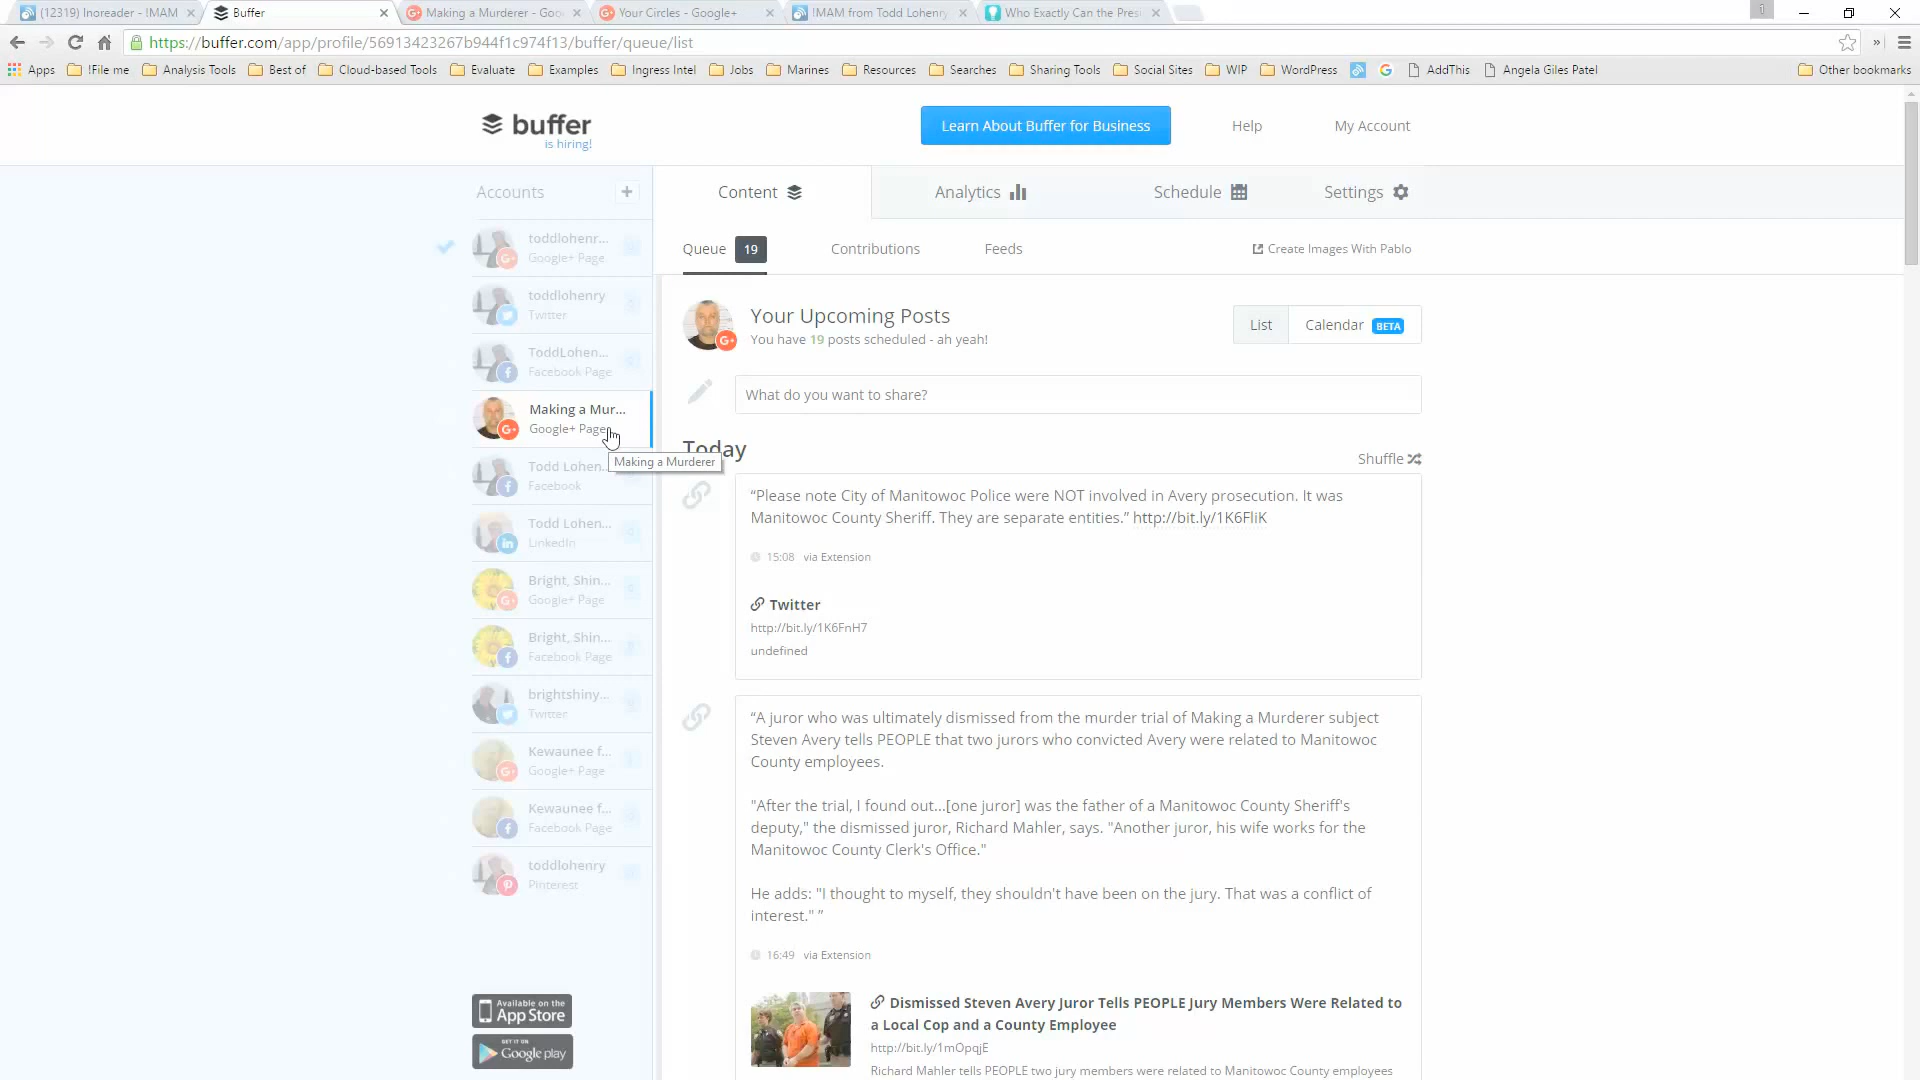 (12319) Inoreader - !MAM
Buffer
Making a Murderer - Goo
Your Circles - Google+
!MAM from Todd Lohenry
Who Exactly Can the Pres
1
https://buffer.com/app/profile/56913423267b944f1c974f13/buffer/queue/list
Apps
!File me
Analysis Tools
Best of
Cloud-based Tools
Evaluate
Examples
Ingress Intel
Jobs
Marines
Resources
Searches
Sharing Tools
Social Sites
WIP
WordPress
AddThis
Angela Giles Patel
Other bookmarks
buffer
is hiring!
Learn About Buffer for Business
Help
My Account
Accounts
+
Content
Analytics
Schedule
Settings
toddlohenr...
Google+ Page
toddlohenry
Twitter
ToddLohen...
Facebook Page
Making a Mur...
Google+ Page
Making a Murderer
Todd Lohen...
Facebook
Todd Lohen...
LinkedIn
Bright, Shin...
Google+ Page
Bright, Shin...
Facebook Page
brightshiny...
Twitter
Kewaunee f...
Google+ Page
Kewaunee f...
Facebook Page
toddlohenry
Pinterest
Available on the
App Store
GET IT ON
Google play
Queue 19
Contributions
Feeds
Create Images With Pablo
Your Upcoming Posts
You have 19 posts scheduled - ah yeah!
List
Calendar BETA
What do you want to share?
Today
Shuffle
“Please note City of Manitowoc Police were NOT involved in Avery prosecution. It was
Manitowoc County Sheriff. They are separate entities.” http://bit.ly/1K6FliK
15:08 via Extension
Twitter
http://bit.ly/1K6FnH7
undefined
“A juror who was ultimately dismissed from the murder trial of Making a Murderer subject
Steven Avery tells PEOPLE that two jurors who convicted Avery were related to Manitowoc
County employees.
"After the trial, I found out...[one juror] was the father of a Manitowoc County Sheriff's
deputy," the dismissed juror, Richard Mahler, says. "Another juror, his wife works for the
Manitowoc County Clerk's Office."
He adds: "I thought to myself, they shouldn't have been on the jury. That was a conflict of
interest." ”
16:49 via Extension
Dismissed Steven Avery Juror Tells PEOPLE Jury Members Were Related to
a Local Cop and a County Employee
http://bit.ly/1mOpqjE
Richard Mahler tells PEOPLE two jury members were related to Manitowoc County employees